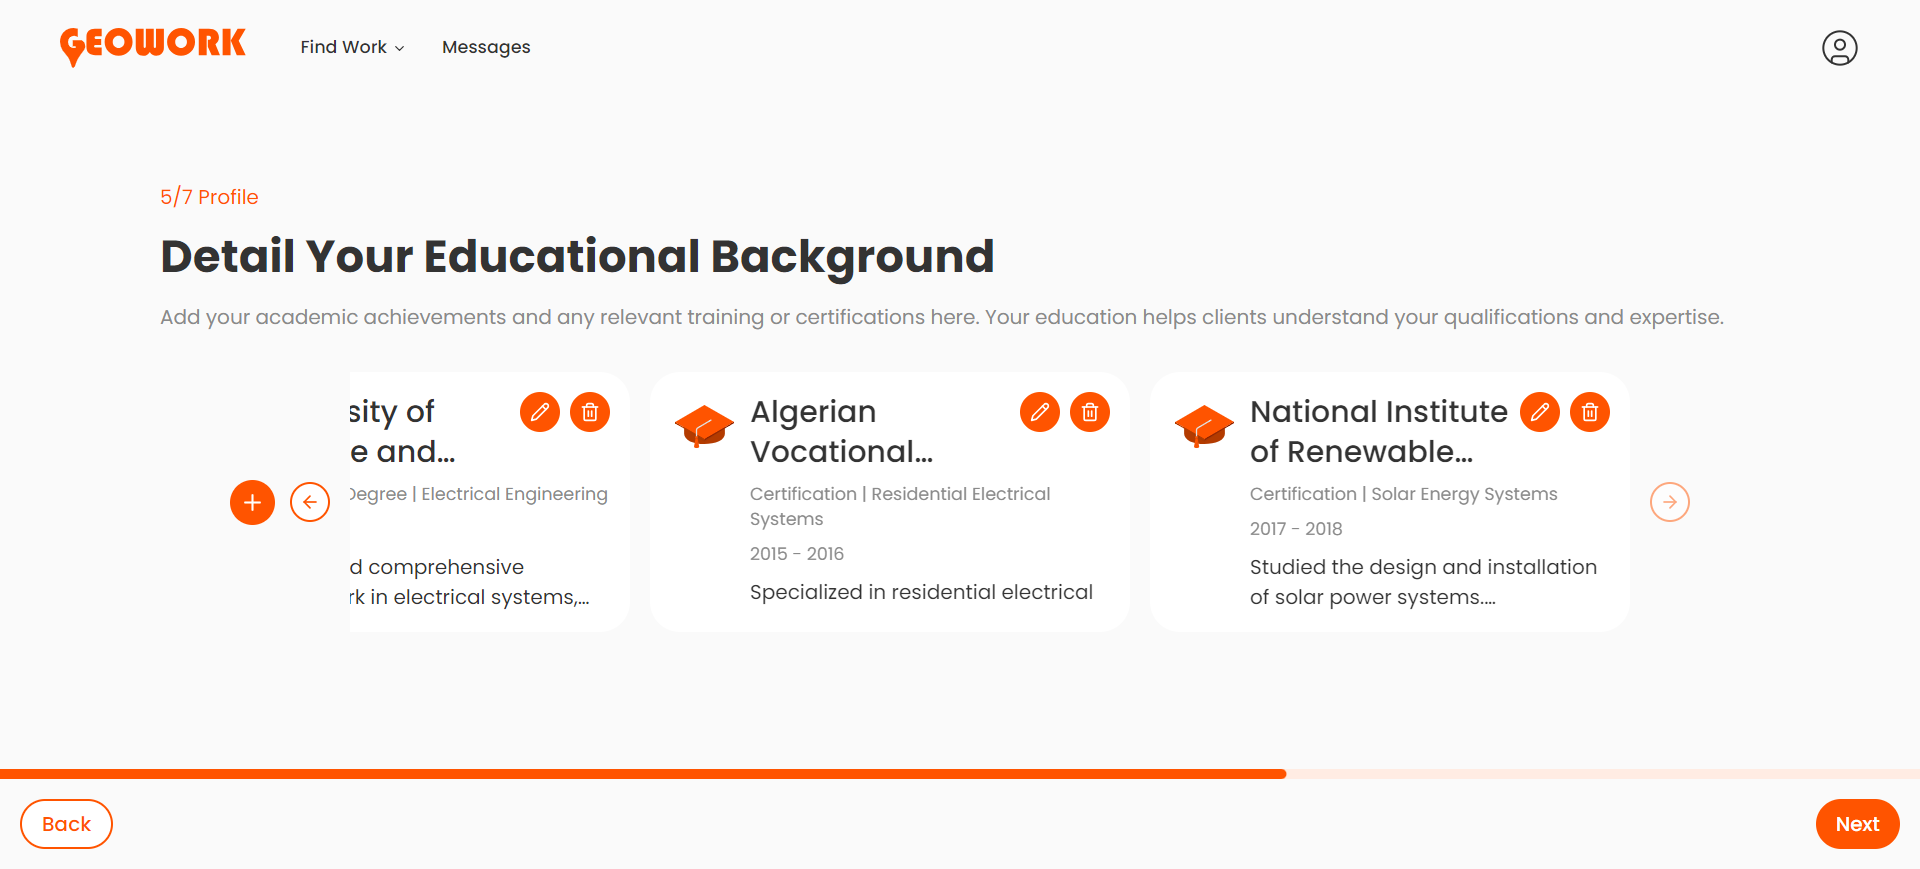 GEOWORK
Find Work
Messages
5/7 Profile
Detail Your Educational Background
Add your academic achievements and any relevant training or certifications here. Your education helps clients understand your qualifications and expertise.
sity of
e and...
Degree | Electrical Engineering
d comprehensive
rk in electrical systems,...
Algerian
Vocational...
Certification | Residential Electrical
Systems
2015 - 2016
Specialized in residential electrical
National Institute
of Renewable...
Certification | Solar Energy Systems
2017 - 2018
Studied the design and installation
of solar power systems....
Back
Next